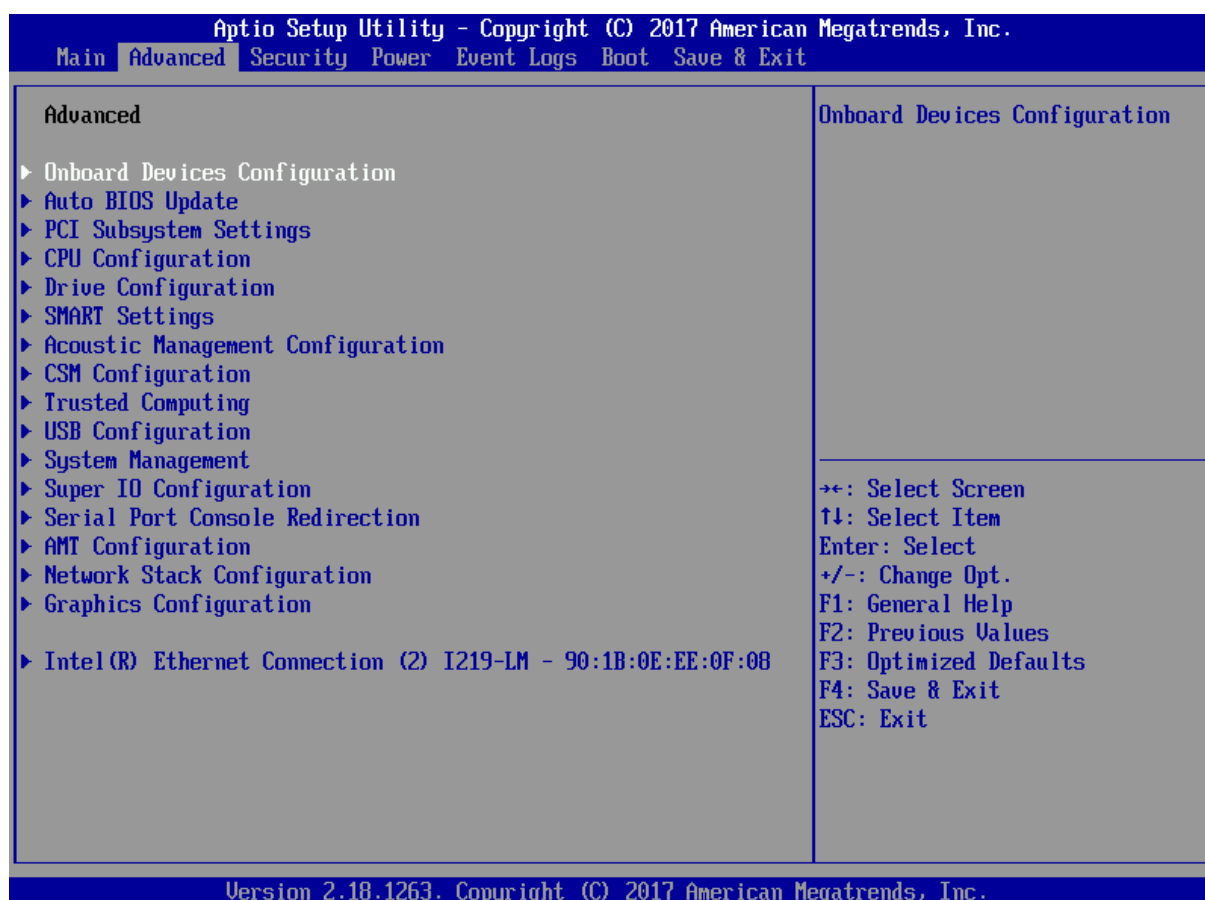 Aptio Setup Utility - Copyright (C) 2017 American Megatrends, Inc.
Main Advanced Security Power Event Logs Boot Save & Exit
Advanced
Onboard Devices Configuration
Auto BIOS Update
PCI Subsystem Settings
CPU Configuration
Drive Configuration
SMART Settings
Acoustic Management Configuration
CSM Configuration
Trusted Computing
USB Configuration
System Management
Super IO Configuration
Serial Port Console Redirection
AMT Configuration
Network Stack Configuration
Graphics Configuration
Intel(R) Ethernet Connection (2) I219-LM - 90:1B:0E:EE:0F:08
Onboard Devices Configuration
→←: Select Screen
↑↓: Select Item
Enter: Select
+/-: Change Opt.
F1: General Help
F2: Previous Values
F3: Optimized Defaults
F4: Save & Exit
ESC: Exit
Version 2.18.1263. Copyright (C) 2017 American Megatrends, Inc.